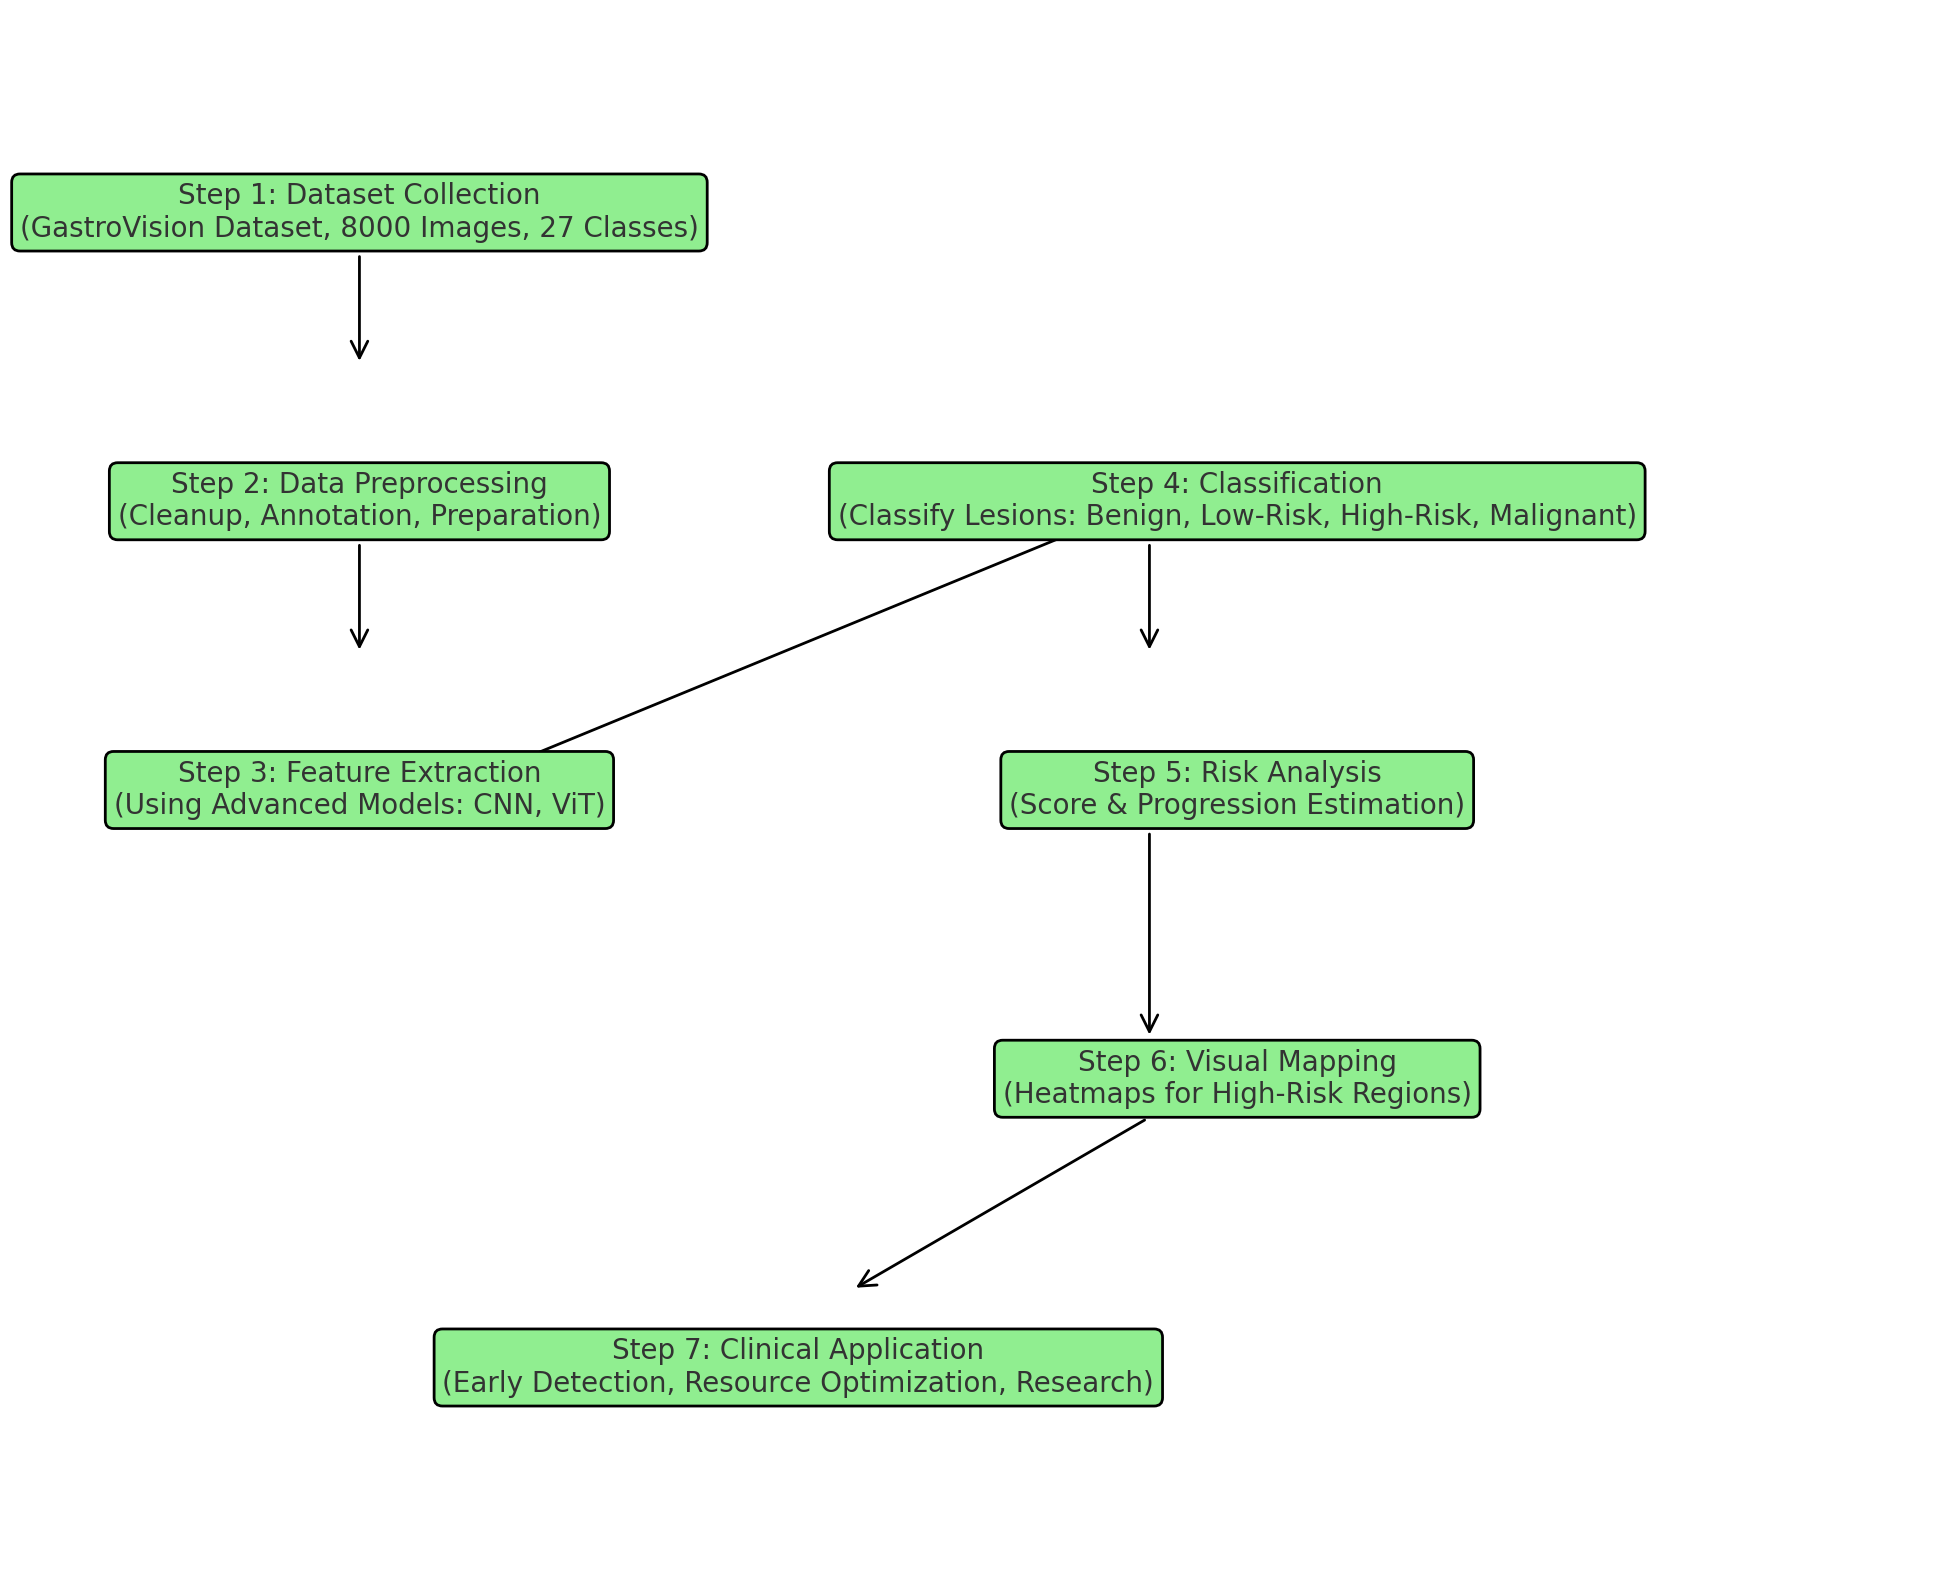 Step 1: Dataset Collection
(GastroVision Dataset, 8000 Images, 27 Classes)
Step 2: Data Preprocessing
(Cleanup, Annotation, Preparation)
Step 3: Feature Extraction
(Using Advanced Models: CNN, ViT)
Step 4: Classification
(Classify Lesions: Benign, Low-Risk, High-Risk, Malignant)
Step 5: Risk Analysis
(Score & Progression Estimation)
Step 6: Visual Mapping
(Heatmaps for High-Risk Regions)
Step 7: Clinical Application
(Early Detection, Resource Optimization, Research)